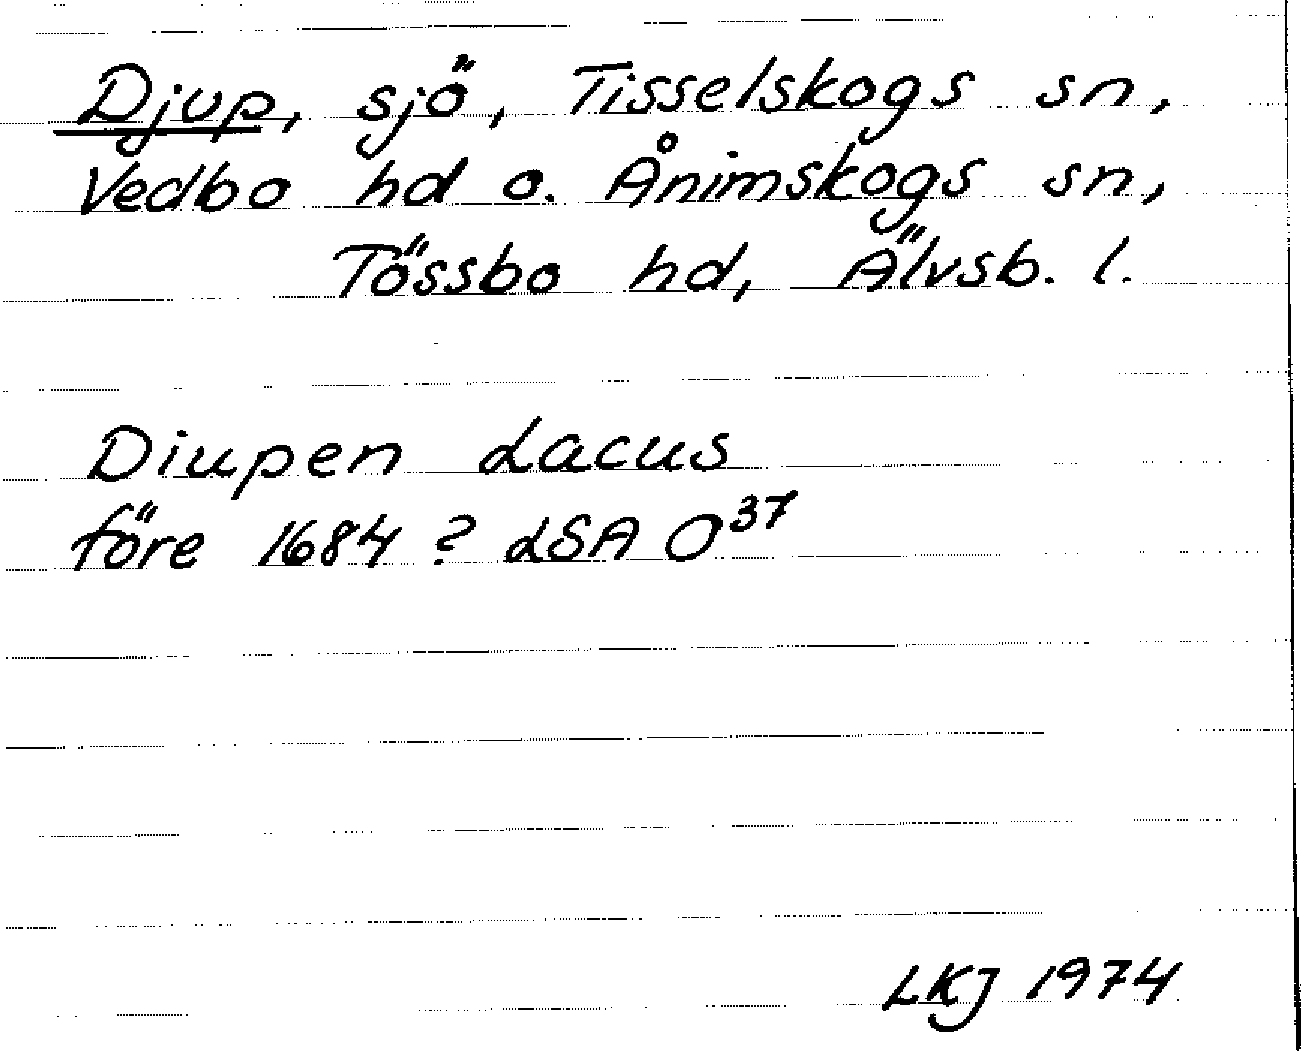 Djup, sjö, Tisselskogs sn,
Vedbo hd o. Ånimskogs sn,
Tössbo hd, Älvsb. l.
Diupen Lacus
före 1684? LSA O³⁷
LKJ 1974